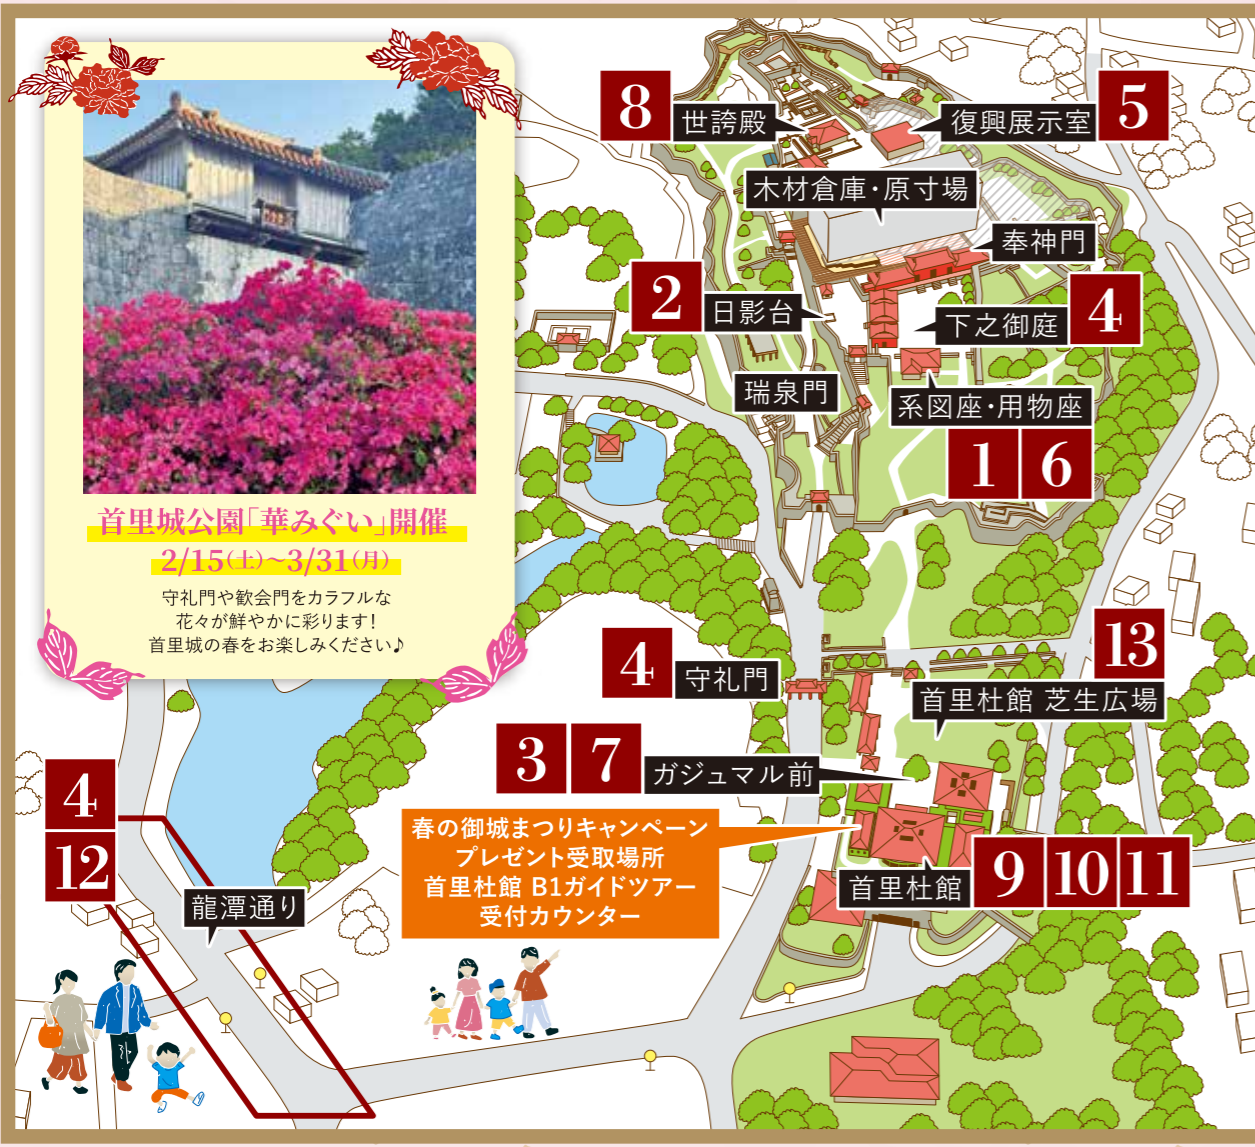 首里城公園「華みぐい」開催
2/15(土)～3/31(月)
守礼門や歓会門をカラフルな
花々が鮮やかに彩ります!
首里城の春をお楽しみください♪
8 世誇殿
復興展示室 5
木材倉庫・原寸場
奉神門
2 日影台
下之御庭 4
瑞泉門
系図座・用物座
1 6
4 守礼門
13
首里杜館 芝生広場
3 7 ガジュマル前
春の御城まつりキャンペーン
プレゼント受取場所
首里杜館 B1ガイドツアー
受付カウンター
首里杜館 9 10 11
4
12
龍潭通り